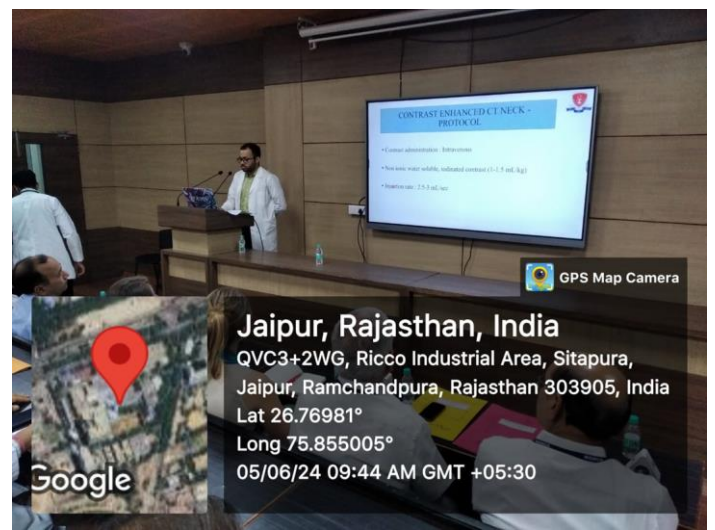 CONTRAST ENHANCED CT NECK -
PROTOCOL
• Contrast administration : Intravenous
• Non ionic water soluble, iodinated contrast (1-1.5 mL/kg)
• Injection rate : 2.5-3 mL/sec
GPS Map Camera
Jaipur, Rajasthan, India
QVC3+2WG, Ricco Industrial Area, Sitapura,
Jaipur, Ramchandpura, Rajasthan 303905, India
Lat 26.76981°
Long 75.855005°
05/06/24 09:44 AM GMT +05:30
Google